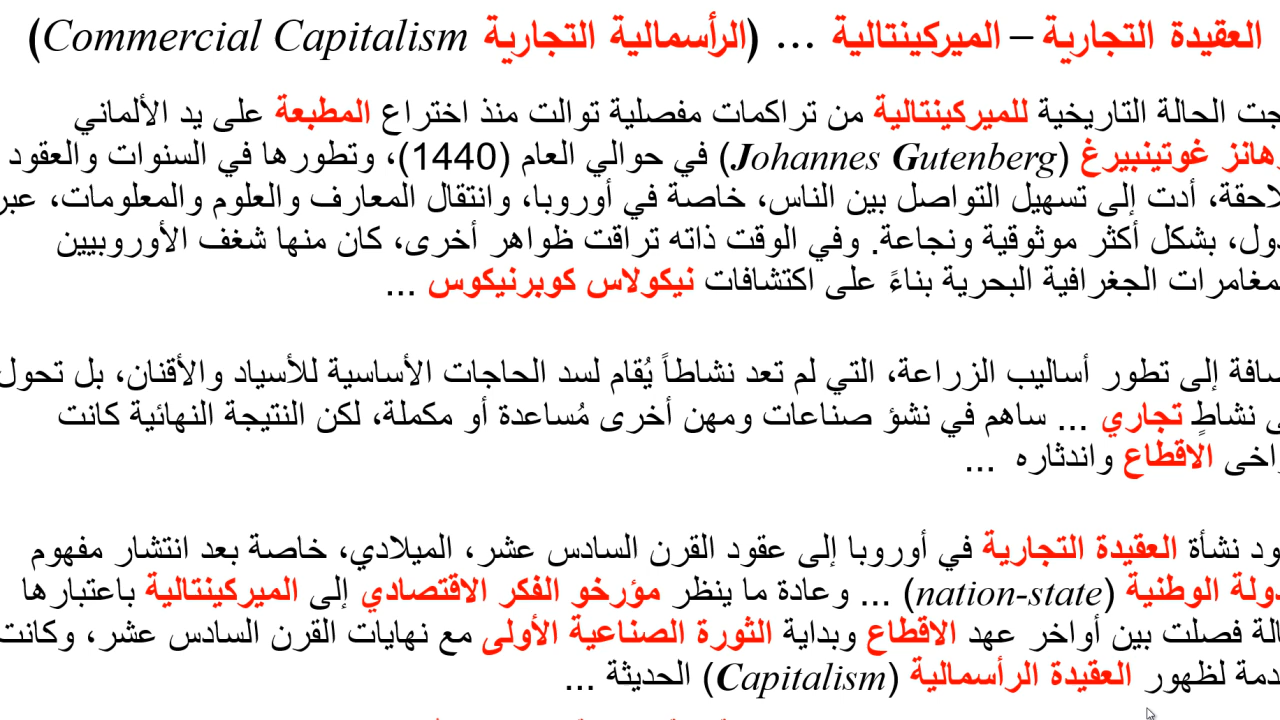 العقيدة التجارية – الميركينتالية ... (الرأسمالية التجارية Commercial Capitalism)
جت الحالة التاريخية للميركينتالية من تراكمات مفصلية توالت منذ اختراع المطبعة على يد الألماني
هانز غوتينبيرغ (Johannes Gutenberg) في حوالي العام (1440)، وتطورها في السنوات والعقود
لاحقة، أدت إلى تسهيل التواصل بين الناس، خاصة في أوروبا، وانتقال المعارف والعلوم والمعلومات، عبر
دول، بشكل أكثر موثوقية ونجاعة. وفي الوقت ذاته تراقت ظواهر أخرى، كان منها شغف الأوروبيين
مغامرات الجغرافية البحرية بناءً على اكتشافات نيكولاس كوبرنيكوس ...
افة إلى تطور أساليب الزراعة، التي لم تعد نشاطاً يُقام لسد الحاجات الأساسية للأسياد والأقنان، بل تحول
ى نشاطٍ تجاري ... ساهم في نشؤ صناعات ومهن أخرى مُساعدة أو مكملة، لكن النتيجة النهائية كانت
اخى الاقطاع واندثاره ...
ود نشأة العقيدة التجارية في أوروبا إلى عقود القرن السادس عشر، الميلادي، خاصة بعد انتشار مفهوم
دولة الوطنية (nation-state) ... وعادة ما ينظر مؤرخو الفكر الاقتصادي إلى الميركينتالية باعتبارها
الة فصلت بين أواخر عهد الاقطاع وبداية الثورة الصناعية الأولى مع نهايات القرن السادس عشر، وكانت
دمة لظهور العقيدة الرأسمالية (Capitalism) الحديثة ...